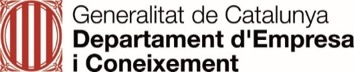 Generalitat de Catalunya
Departament d'Empresa
i Coneixement